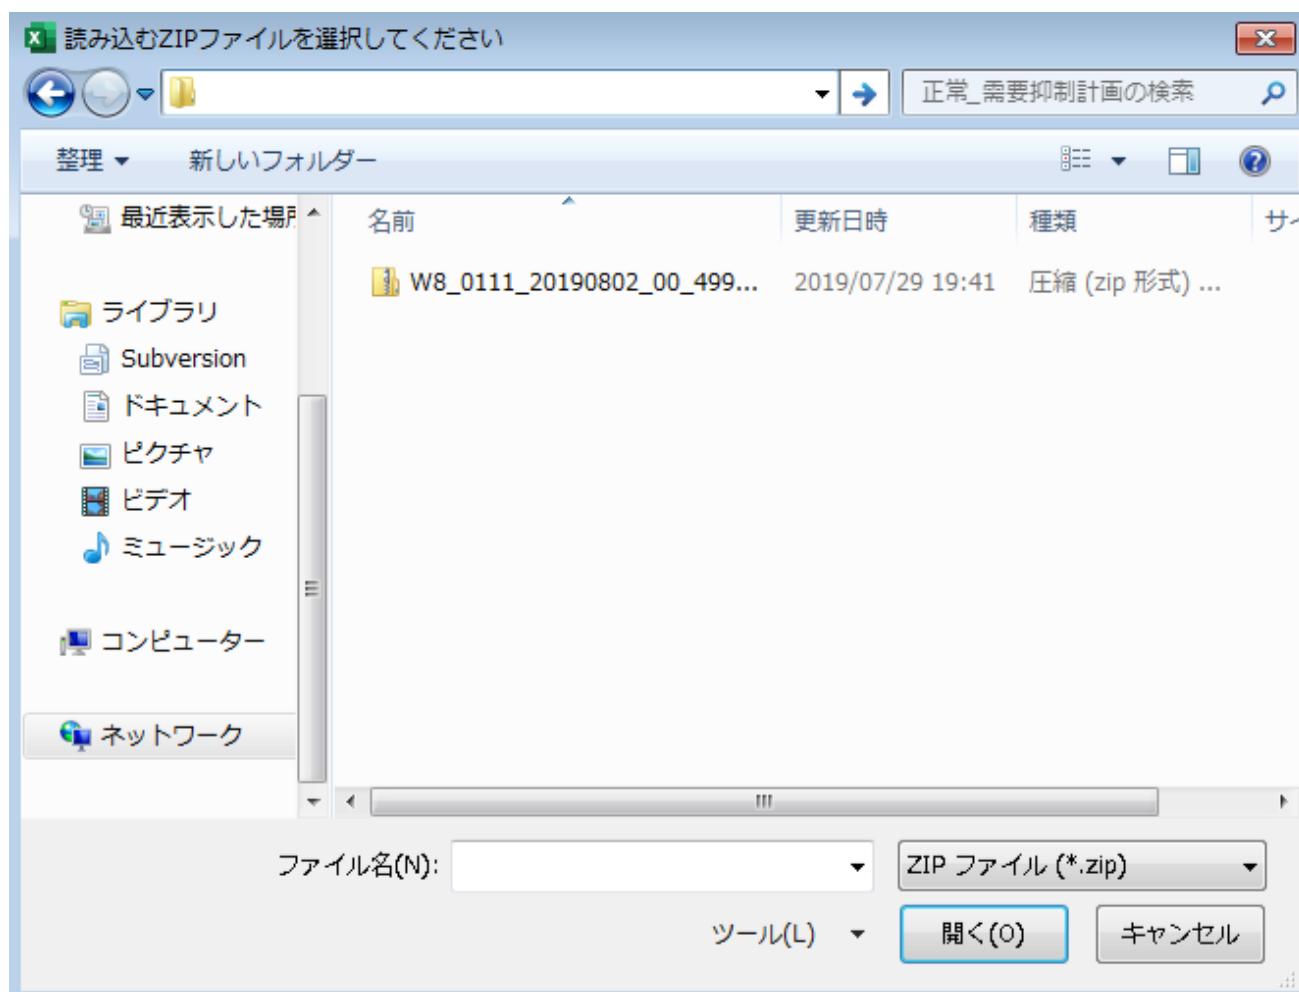 読み込むZIPファイルを選択してください
正常_需要抑制計画の検索
整理 新しいフォルダー
最近表示した場所
名前 更新日時 種類 サイ
W8_0111_20190802_00_499... 2019/07/29 19:41 圧縮 (zip 形式) ...
ライブラリ
Subversion
ドキュメント
ピクチャ
ビデオ
ミュージック
コンピューター
ネットワーク
ファイル名(N): ZIP ファイル (*.zip)
ツール(L) 開く(O) キャンセル